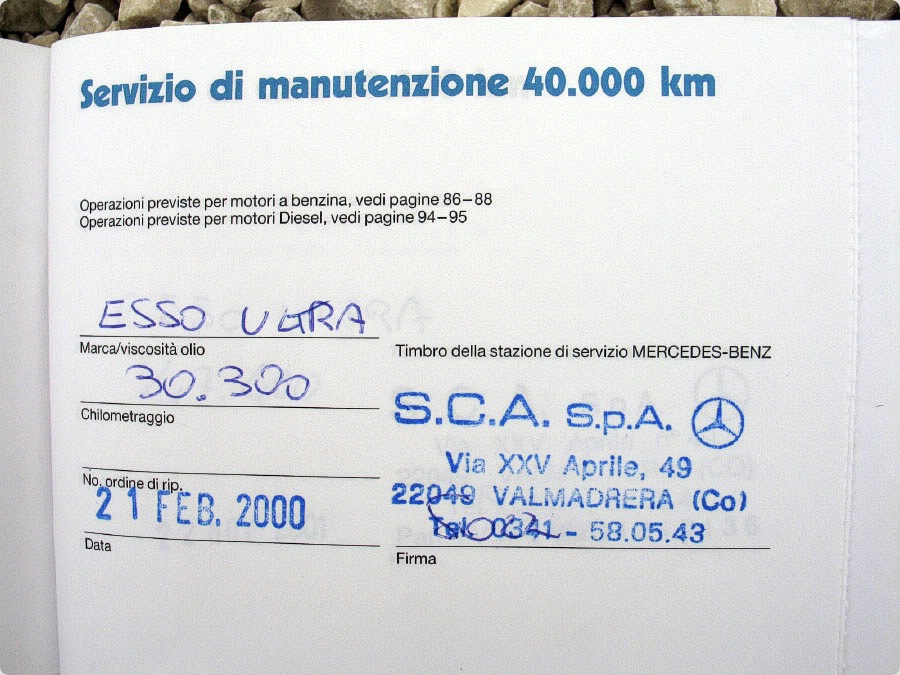 Servizio di manutenzione 40.000 km
Operazioni previste per motori a benzina, vedi pagine 86–88
Operazioni previste per motori Diesel, vedi pagine 94–95
ESSO ULTRA
Marca/viscosità olio
30.300
Chilometraggio
No. ordine di rip.
21 FEB. 2000
Data
Timbro della stazione di servizio MERCEDES-BENZ
S.C.A. S.p.A.
Via XXV Aprile, 49
22049 VALMADRERA (Co)
Tel. 0341 - 58.05.43
Firma